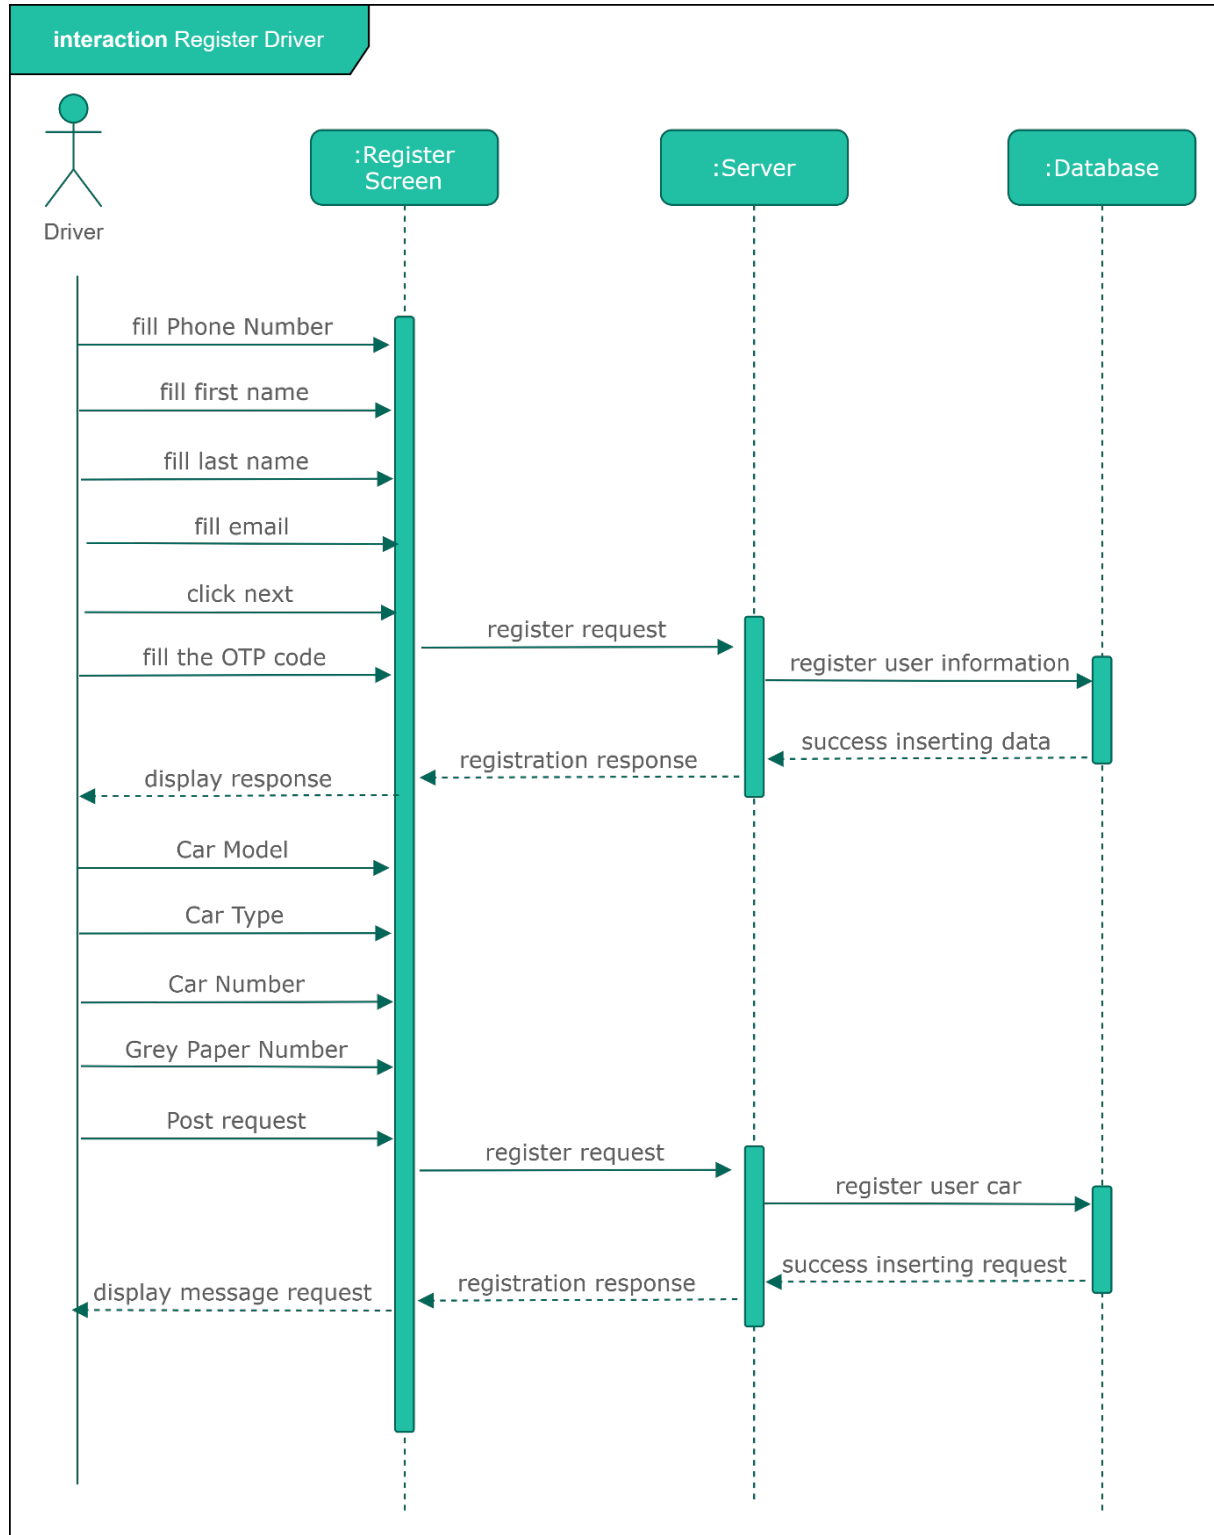 interaction Register Driver
:Register
Screen
:Server
:Database
Driver
fill Phone Number
fill first name
fill last name
fill email
click next
register request
fill the OTP code
register user information
success inserting data
registration response
display response
Car Model
Car Type
Car Number
Grey Paper Number
Post request
register request
register user car
success inserting request
registration response
display message request